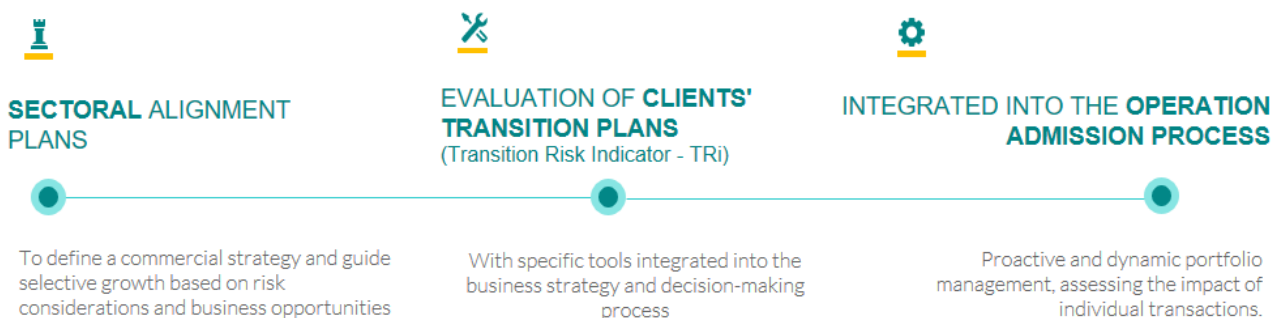 SECTORAL ALIGNMENT
PLANS
To define a commercial strategy and guide
selective growth based on risk
considerations and business opportunities
EVALUATION OF CLIENTS'
TRANSITION PLANS
(Transition Risk Indicator - TRi)
With specific tools integrated into the
business strategy and decision-making
process
INTEGRATED INTO THE OPERATION
ADMISSION PROCESS
Proactive and dynamic portfolio
management, assessing the impact of
individual transactions.